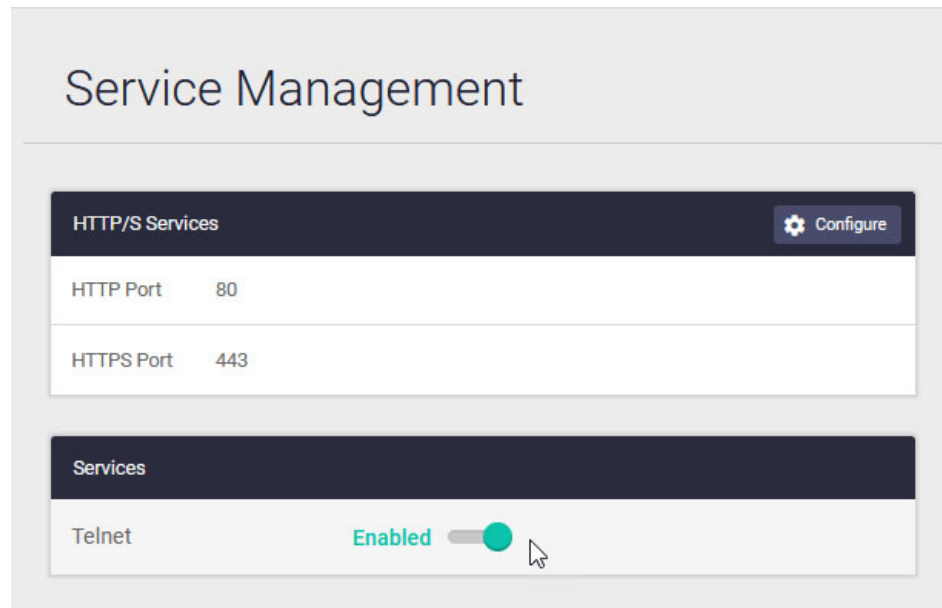 Service Management
HTTP/S Services
Configure
HTTP Port 80
HTTPS Port 443
Services
Telnet Enabled